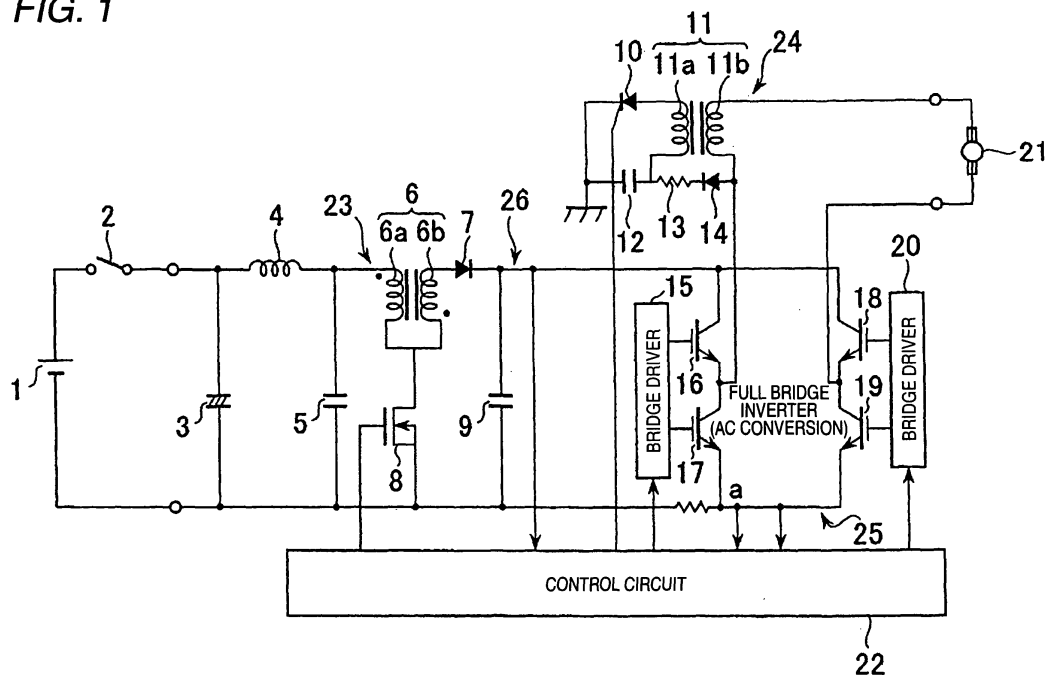 FIG. 1
11
10
11a 11b
24
21
12
13
14
2
4
23
6
6a 6b
7
26
15
20
18
BRIDGE DRIVER
16
FULL BRIDGE
INVERTER
(AC CONVERSION)
19
BRIDGE DRIVER
1
3
5
8
9
17
a
25
CONTROL CIRCUIT
22